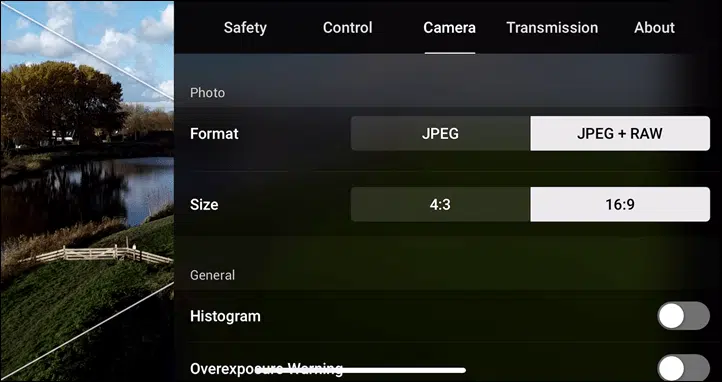 Safety Control Camera Transmission About
Photo
Format JPEG JPEG + RAW
Size 4:3 16:9
General
Histogram
Overexposure Warning